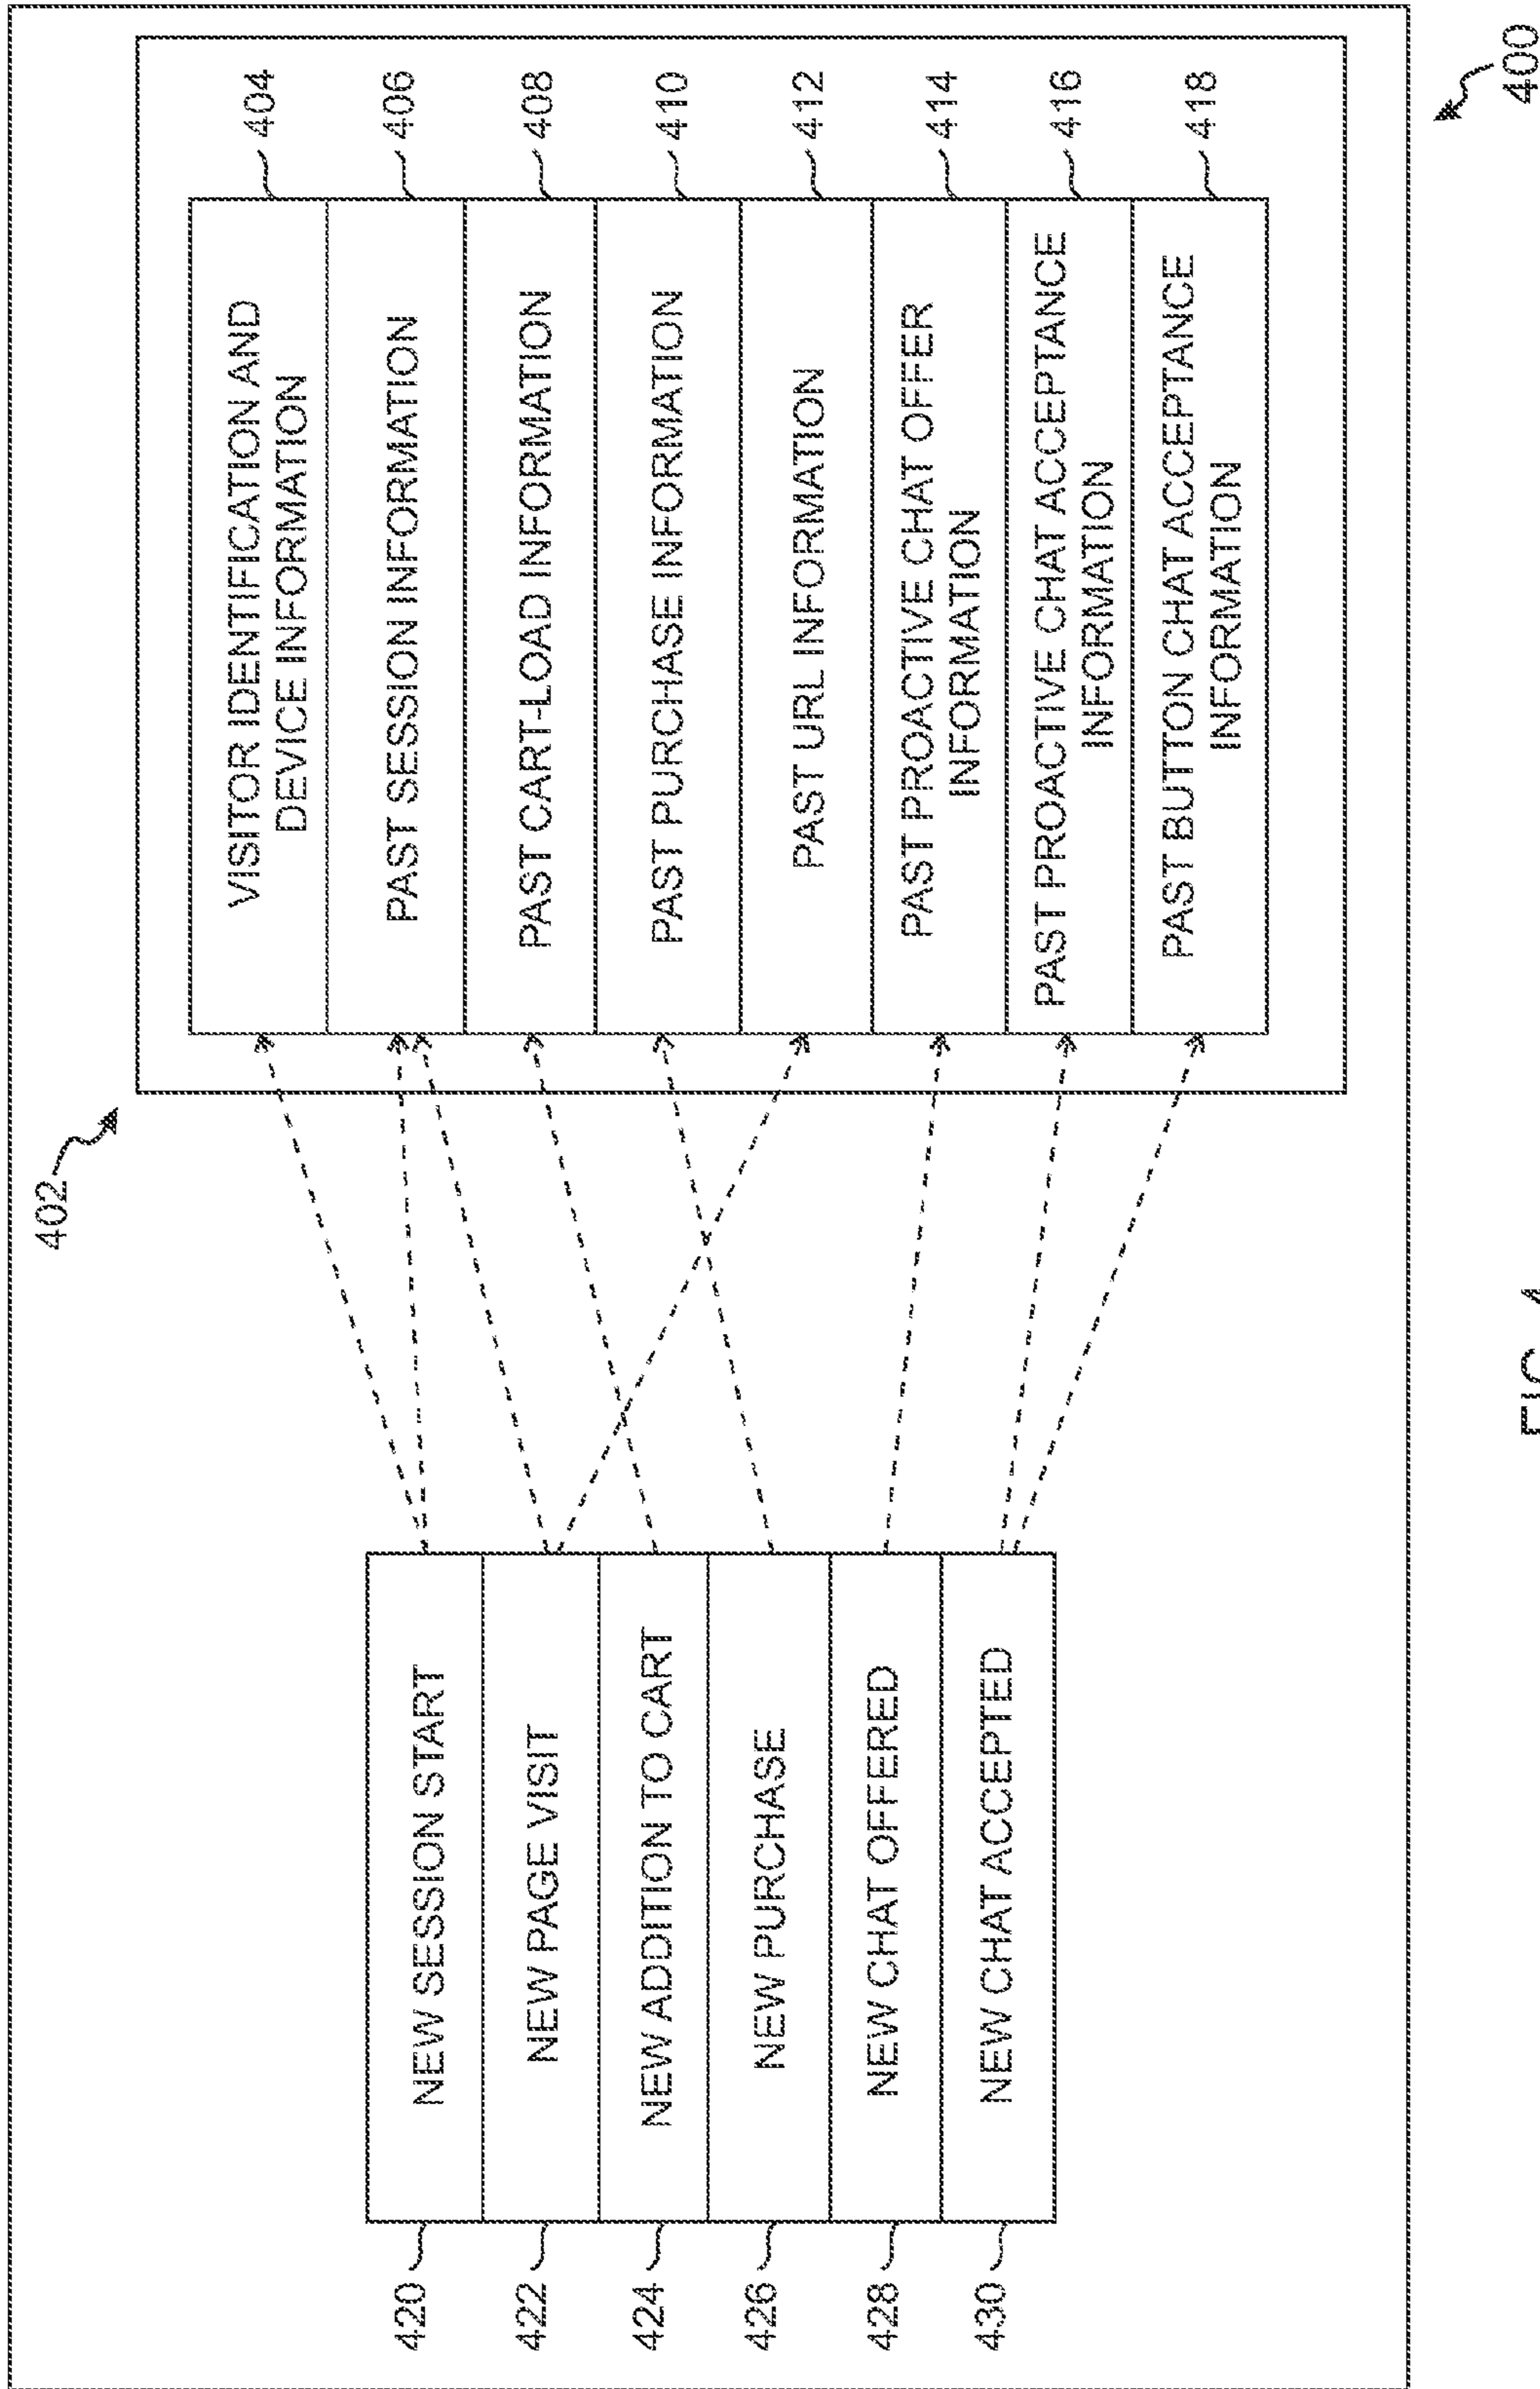 402
VISITOR IDENTIFICATION AND
DEVICE INFORMATION
404
PAST SESSION INFORMATION
406
PAST CART-LOAD INFORMATION
408
PAST PURCHASE INFORMATION
410
PAST URL INFORMATION
412
PAST PROACTIVE CHAT OFFER
INFORMATION
414
PAST PROACTIVE CHAT ACCEPTANCE
INFORMATION
416
PAST BUTTON CHAT ACCEPTANCE
INFORMATION
418
420
NEW SESSION START
422
NEW PAGE VISIT
424
NEW ADDITION TO CART
426
NEW PURCHASE
428
NEW CHAT OFFERED
430
NEW CHAT ACCEPTED
400